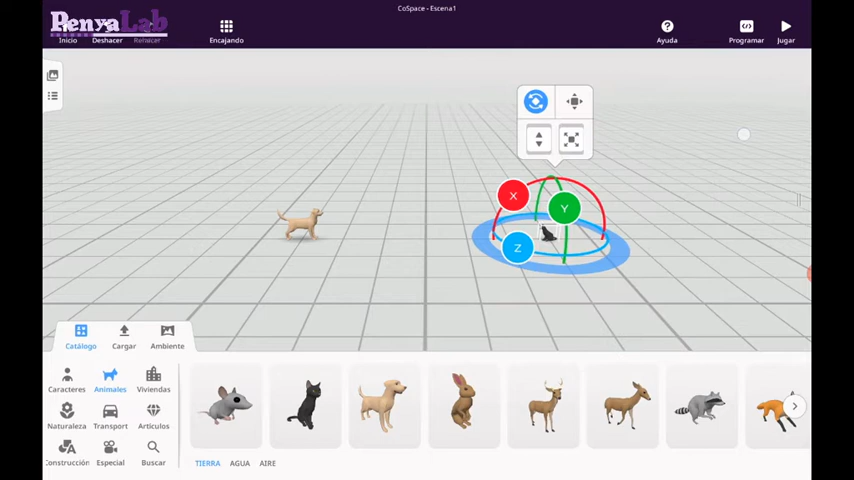 CoSpace - Escena1
PenyaLab
Inicio
Deshacer
Rehacer
Encajando
Ayuda
Programar
Jugar
X
Y
Z
Catálogo
Cargar
Ambiente
Caracteres
Animales
Viviendas
Naturaleza
Transport
Artículos
Construcción
Especial
Buscar
TIERRA AGUA AIRE